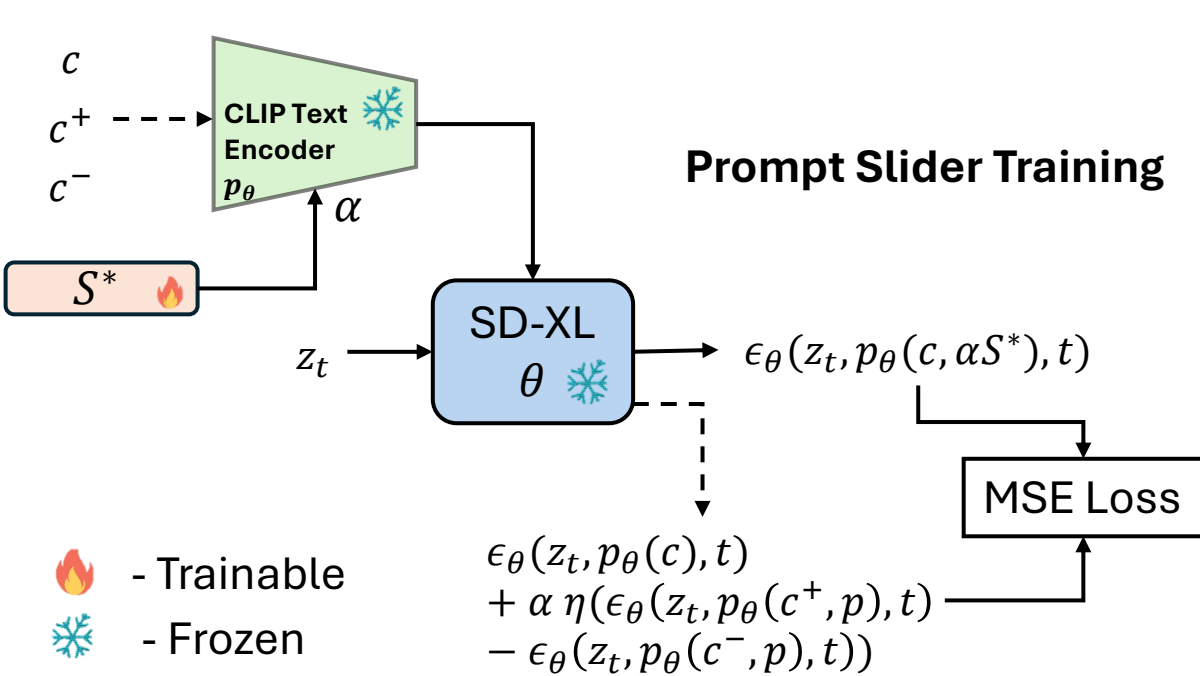 c
c⁺
c⁻
CLIP Text
Encoder
p_θ
α
Prompt Slider Training
S*
SD-XL
θ
z_t
ϵ_θ(z_t, p_θ(c, αS*), t)
MSE Loss
ϵ_θ(z_t, p_θ(c), t)
+ α η(ϵ_θ(z_t, p_θ(c⁺, p), t)
− ϵ_θ(z_t, p_θ(c⁻, p), t))
- Trainable
- Frozen